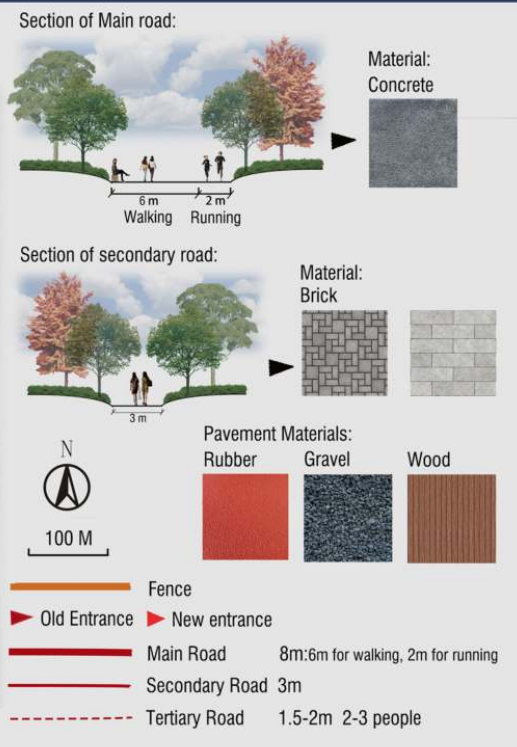 Section of Main road:
Material:
Concrete
6 m
2 m
Walking
Running
Section of secondary road:
Material:
Brick
3 m
Pavement Materials:
Rubber
Gravel
Wood
N
100 M
Fence
Old Entrance
New entrance
Main Road 8m:6m for walking, 2m for running
Secondary Road 3m
Tertiary Road 1.5-2m 2-3 people